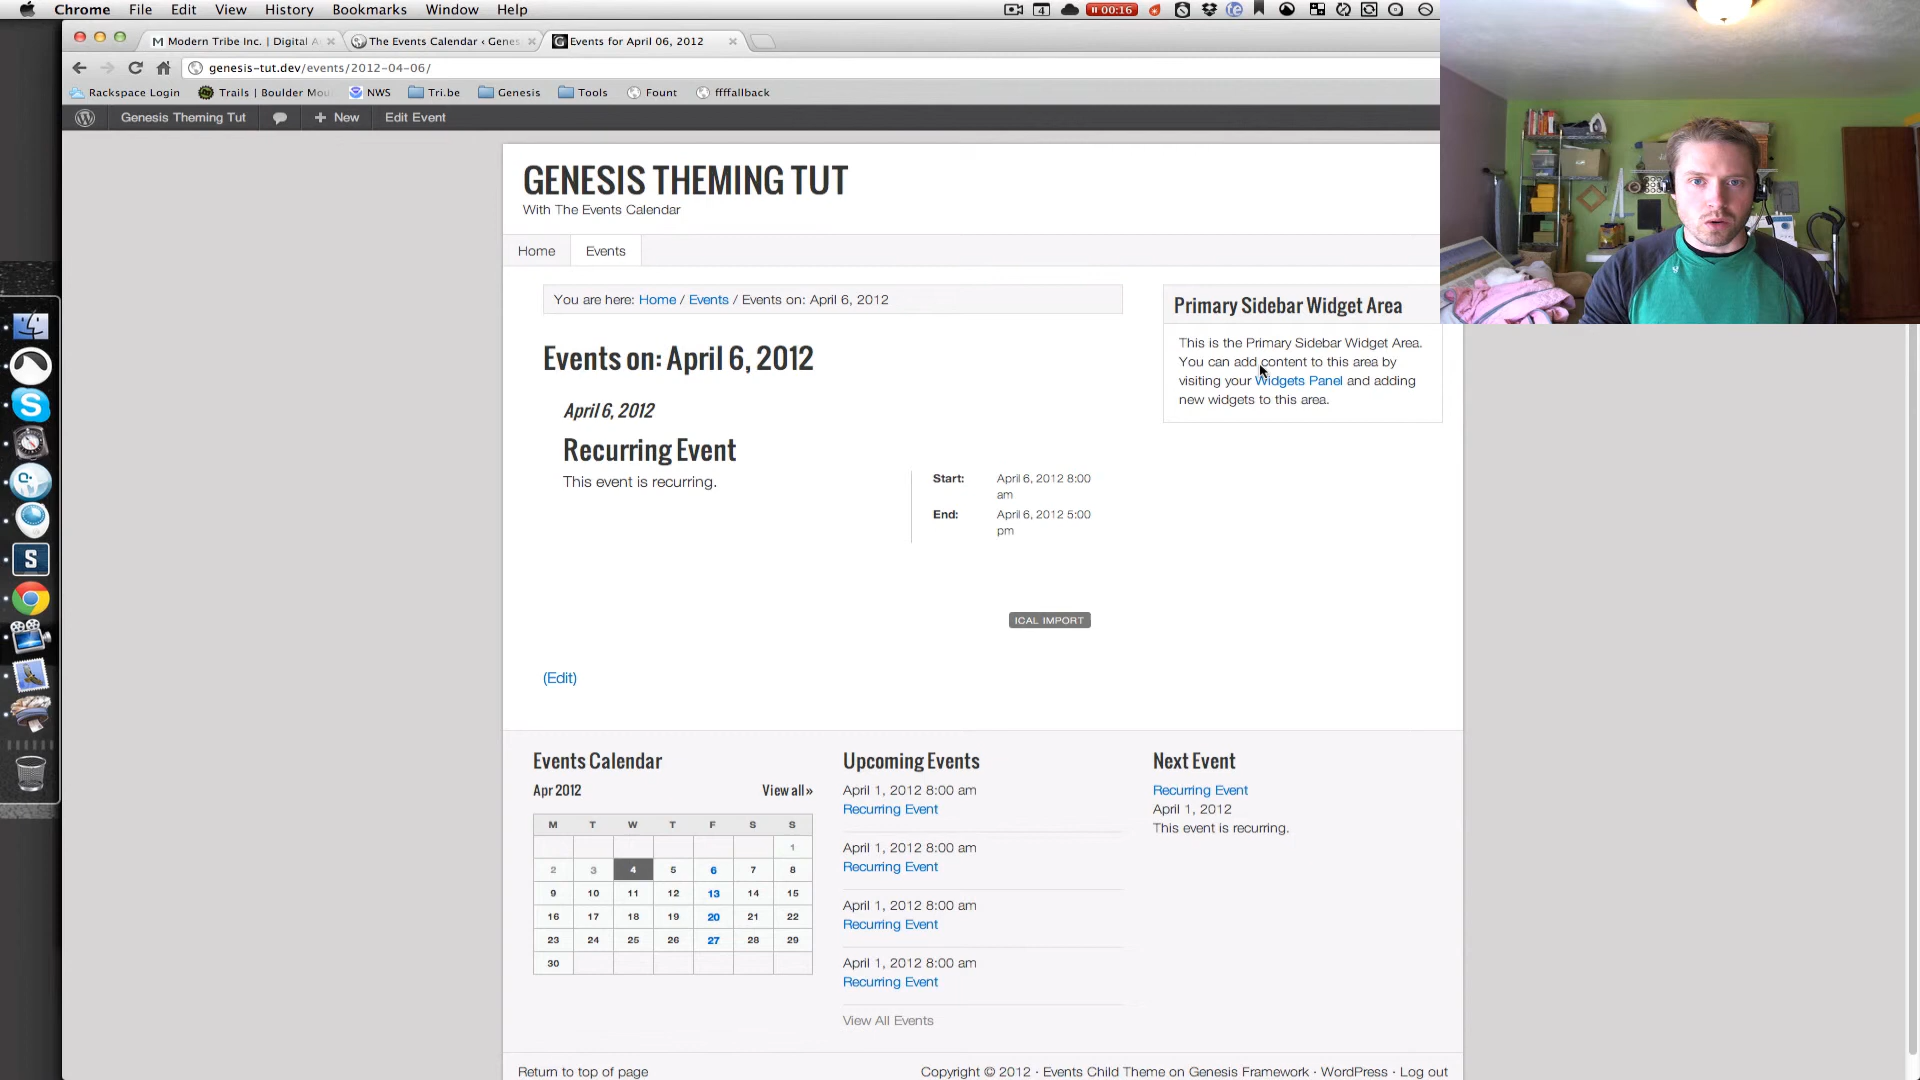 Chrome File Edit View History Bookmarks Window Help
4
00:16
Modern Tribe Inc. | Digital A
The Events Calendar ‹ Genes
Events for April 06, 2012
genesis-tut.dev/events/2012-04-06/
Rackspace Login Trails | Boulder Mou NWS Tri.be Genesis Tools Fount ffffallback
Genesis Theming Tut + New Edit Event
GENESIS THEMING TUT
With The Events Calendar
Home Events
You are here: Home / Events / Events on: April 6, 2012
Events on: April 6, 2012
April 6, 2012
Recurring Event
This event is recurring.
Start: April 6, 2012 8:00
am
End: April 6, 2012 5:00
pm
ICAL IMPORT
(Edit)
Primary Sidebar Widget Area
This is the Primary Sidebar Widget Area.
You can add content to this area by
visiting your Widgets Panel and adding
new widgets to this area.
Events Calendar
Apr 2012 View all »
M T W T F S S
1
2 3 4 5 6 7 8
9 10 11 12 13 14 15
16 17 18 19 20 21 22
23 24 25 26 27 28 29
30
Upcoming Events
April 1, 2012 8:00 am
Recurring Event
April 1, 2012 8:00 am
Recurring Event
April 1, 2012 8:00 am
Recurring Event
April 1, 2012 8:00 am
Recurring Event
View All Events
Next Event
Recurring Event
April 1, 2012
This event is recurring.
Return to top of page
Copyright © 2012 · Events Child Theme on Genesis Framework · WordPress · Log out